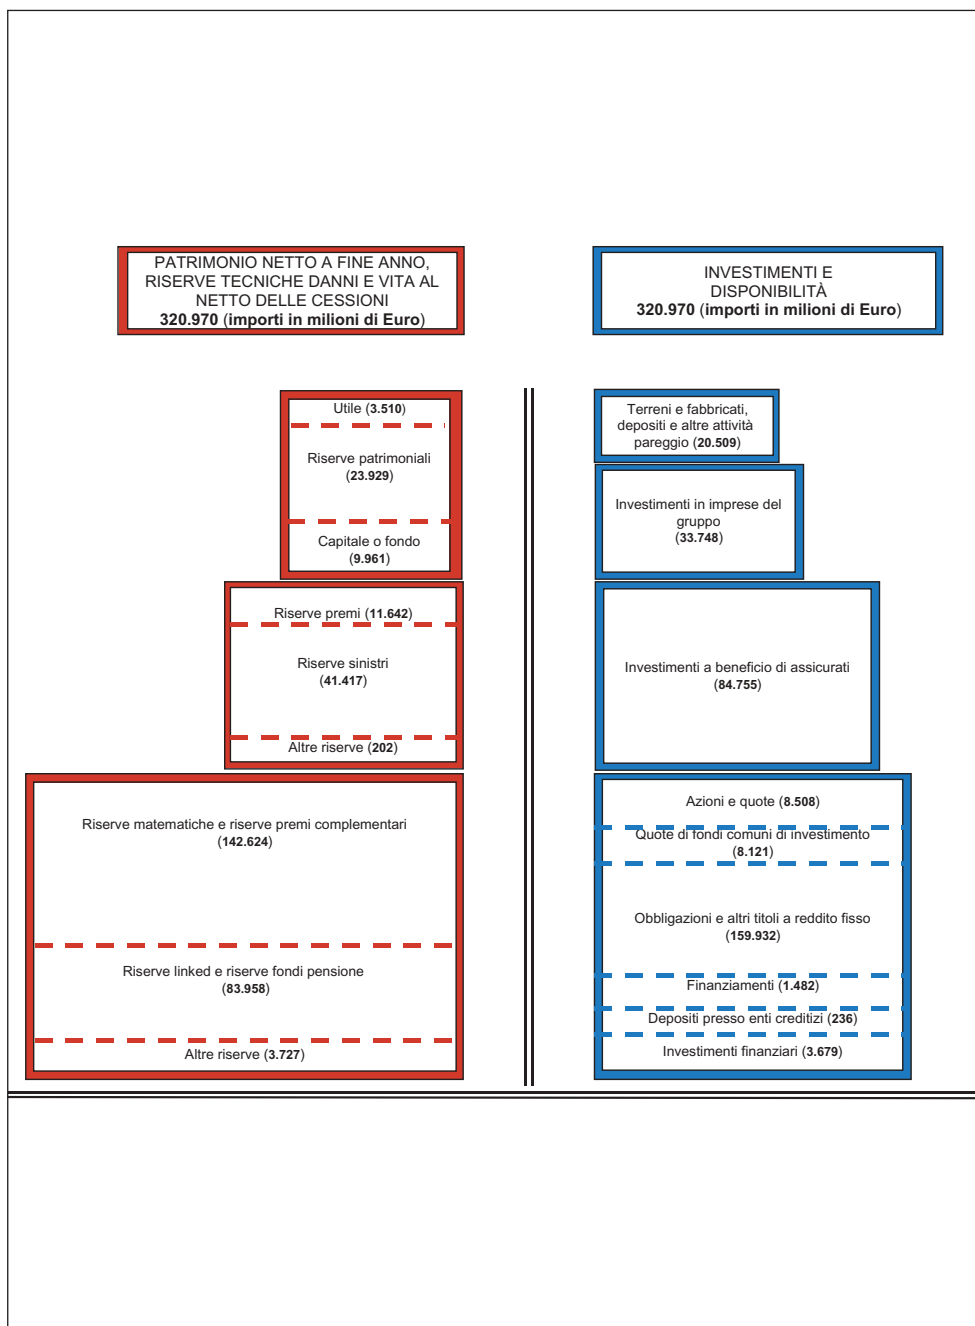 PATRIMONIO NETTO A FINE ANNO,
RISERVE TECNICHE DANNI E VITA AL
NETTO DELLE CESSIONI
320.970 (importi in milioni di Euro)
Utile (3.510)
Riserve patrimoniali
(23.929)
Capitale o fondo
(9.961)
Riserve premi (11.642)
Riserve sinistri
(41.417)
Altre riserve (202)
Riserve matematiche e riserve premi complementari
(142.624)
Riserve linked e riserve fondi pensione
(83.958)
Altre riserve (3.727)
INVESTIMENTI E
DISPONIBILITÀ
320.970 (importi in milioni di Euro)
Terreni e fabbricati,
depositi e altre attività
pareggio (20.509)
Investimenti in imprese del
gruppo
(33.748)
Investimenti a beneficio di assicurati
(84.755)
Azioni e quote (8.508)
Quote di fondi comuni di investimento
(8.121)
Obbligazioni e altri titoli a reddito fisso
(159.932)
Finanziamenti (1.482)
Depositi presso enti creditizi (236)
Investimenti finanziari (3.679)